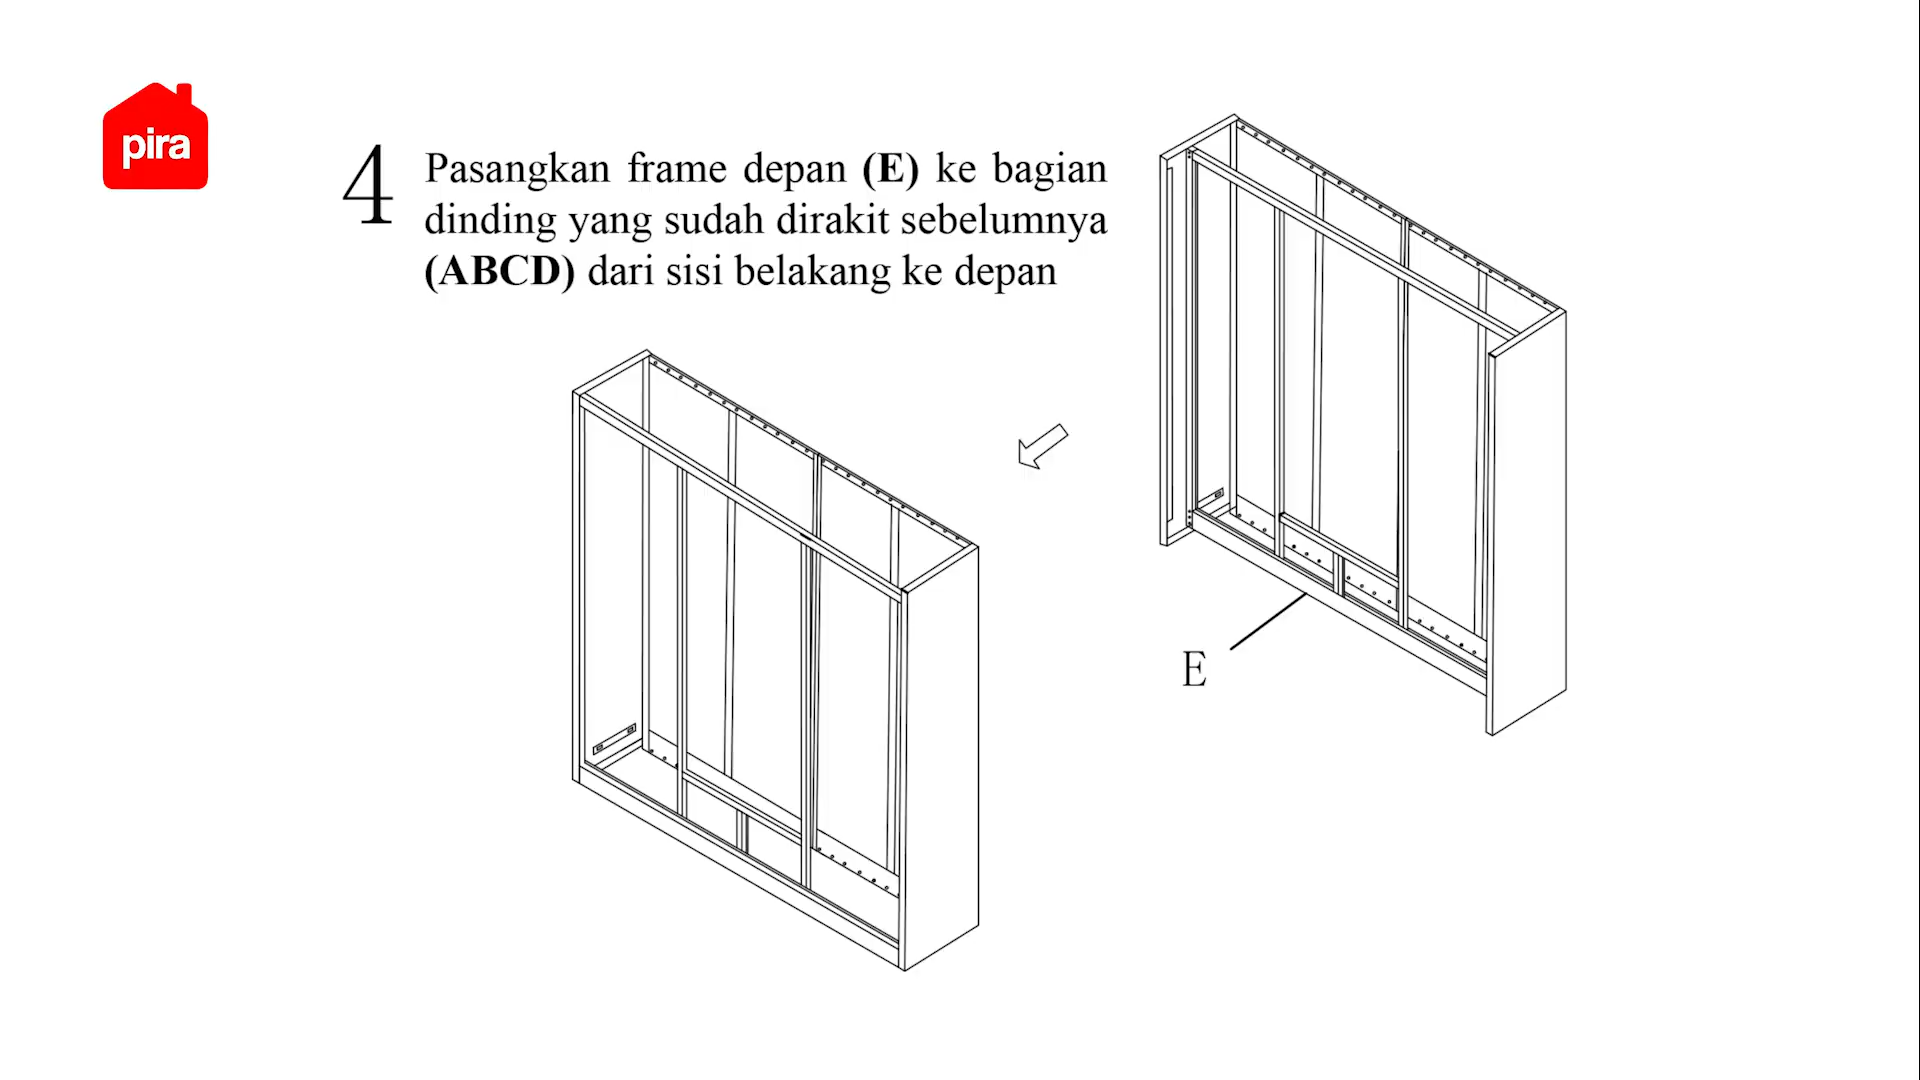 pira
4
Pasangkan frame depan (E) ke bagian
dinding yang sudah dirakit sebelumnya
(ABCD) dari sisi belakang ke depan
E